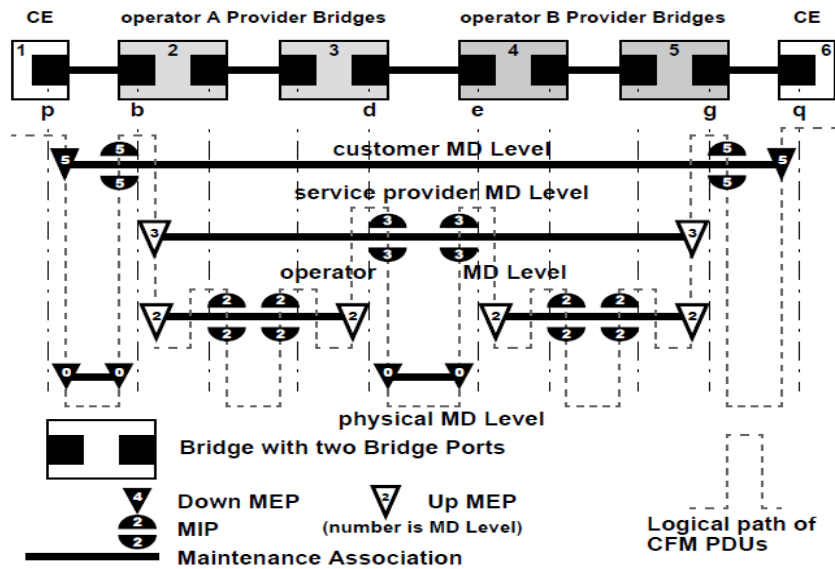 CE operator A Provider Bridges operator B Provider Bridges CE
1 2 3 4 5 6
p b d e g q
5 5 customer MD Level 5 5
5 5
service provider MD Level
3 3 3 3
3 3
operator MD Level
2 2 2 2 2 2 2 2
2 2 2 2
0 0 0 0
physical MD Level
Bridge with two Bridge Ports
4 Down MEP 2 Up MEP
2 MIP (number is MD Level)
2
Maintenance Association
Logical path of
CFM PDUs